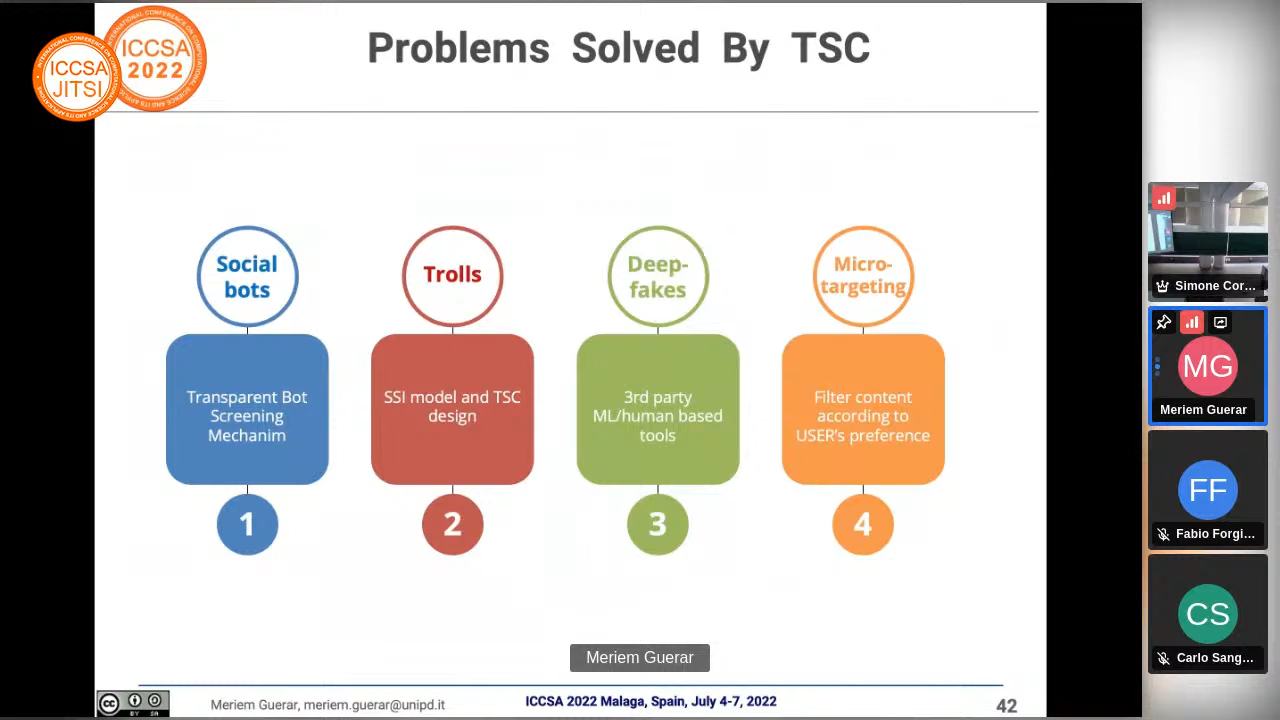 ICCSA
JITSI
ICCSA
2022
Problems Solved By TSC
Social
bots
Trolls
Deep-
fakes
Micro-
targeting
Transparent Bot
Screening
Mechanim
SSI model and TSC
design
3rd party
ML/human based
tools
Filter content
according to
USER's preference
1
2
3
4
Meriem Guerar
BY SA
Meriem Guerar, meriem.guerar@unipd.it
ICCSA 2022 Malaga, Spain, July 4-7, 2022
42
Simone Cor...
MG
Meriem Guerar
FF
Fabio Forgi...
CS
Carlo Sang...